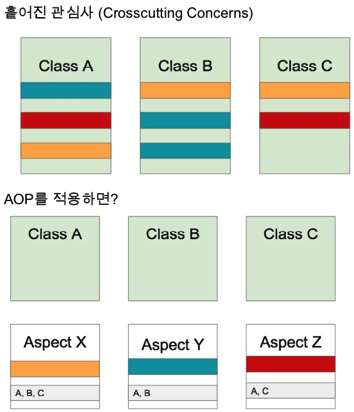 흩어진 관심사 (Crosscutting Concerns)
Class A
Class B
Class C
AOP를 적용하면?
Class A
Class B
Class C
Aspect X
Aspect Y
Aspect Z
A, B, C
A, B
A, C